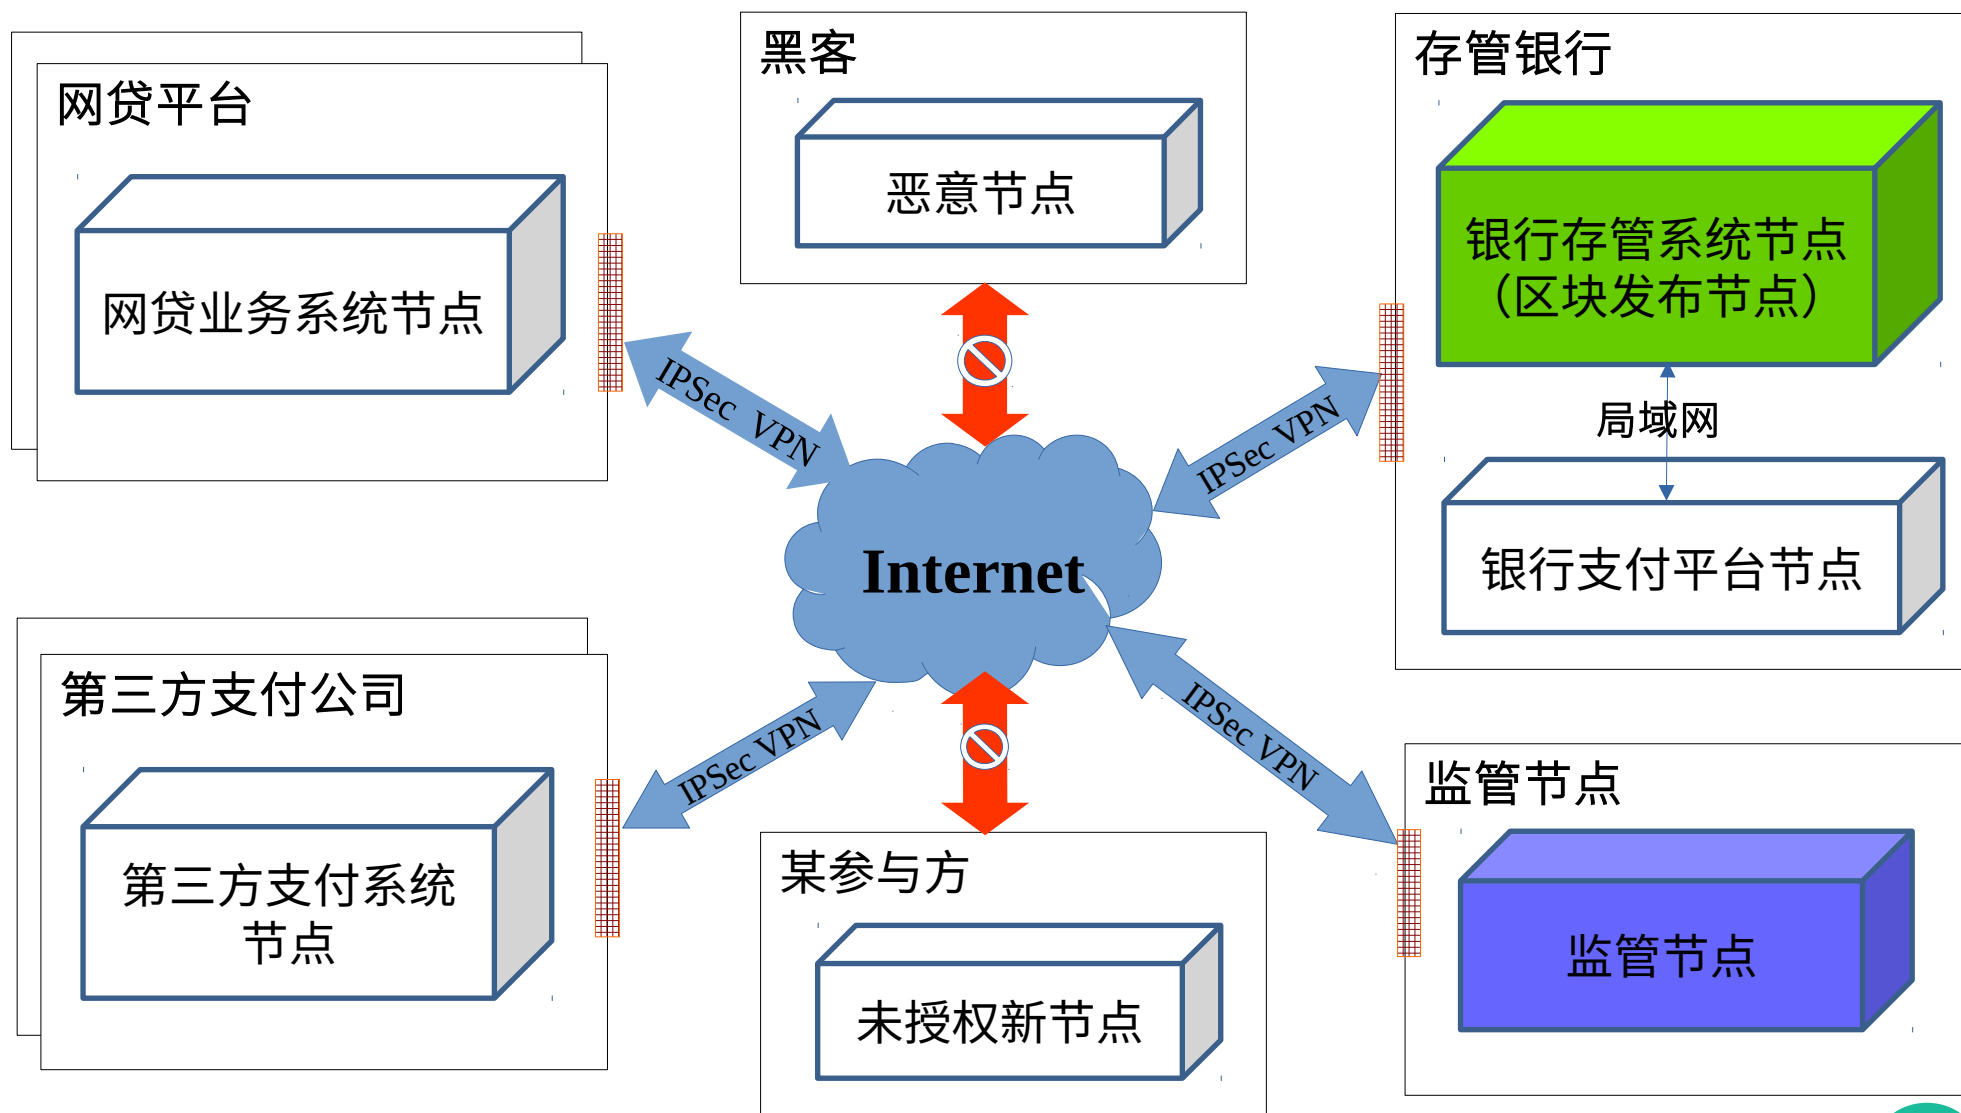 网贷平台
网贷业务系统节点
黑客
恶意节点
存管银行
银行存管系统节点
（区块发布节点）
局域网
银行支付平台节点
IPSec VPN
IPSec VPN
Internet
IPSec VPN
IPSec VPN
第三方支付公司
第三方支付系统
节点
某参与方
未授权新节点
监管节点
监管节点